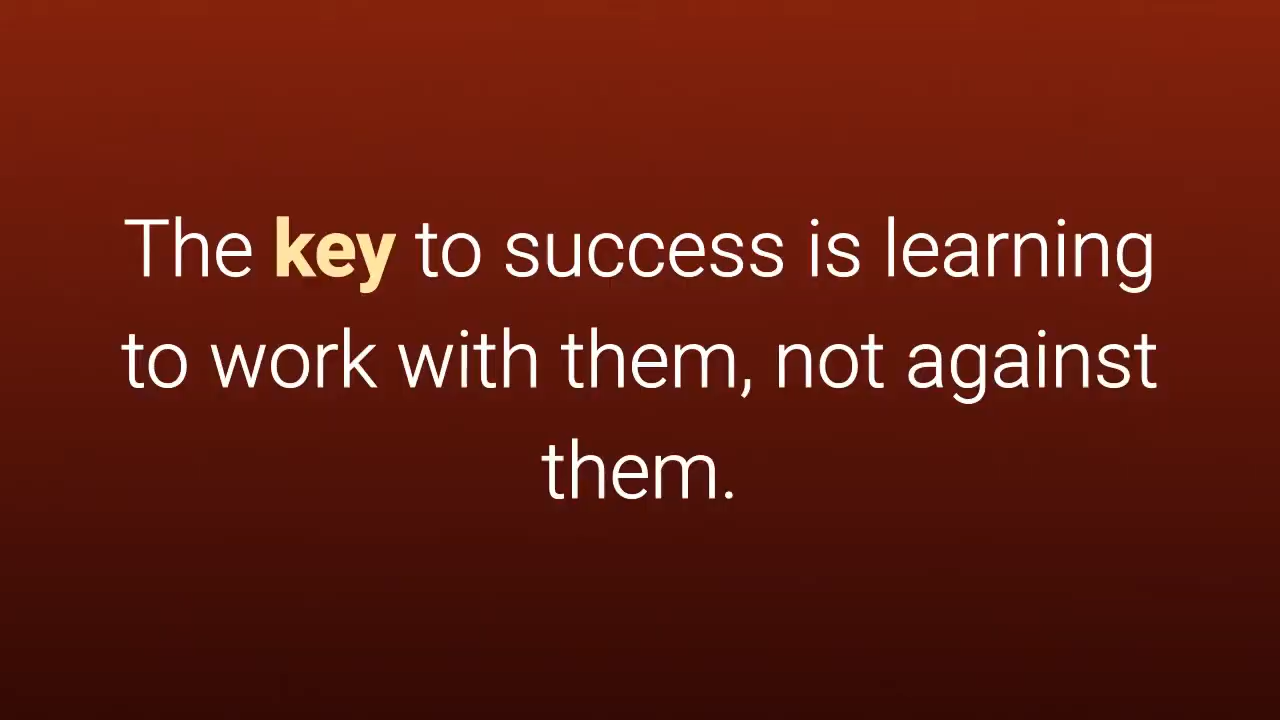 The key to success is learning
to work with them, not against
them.